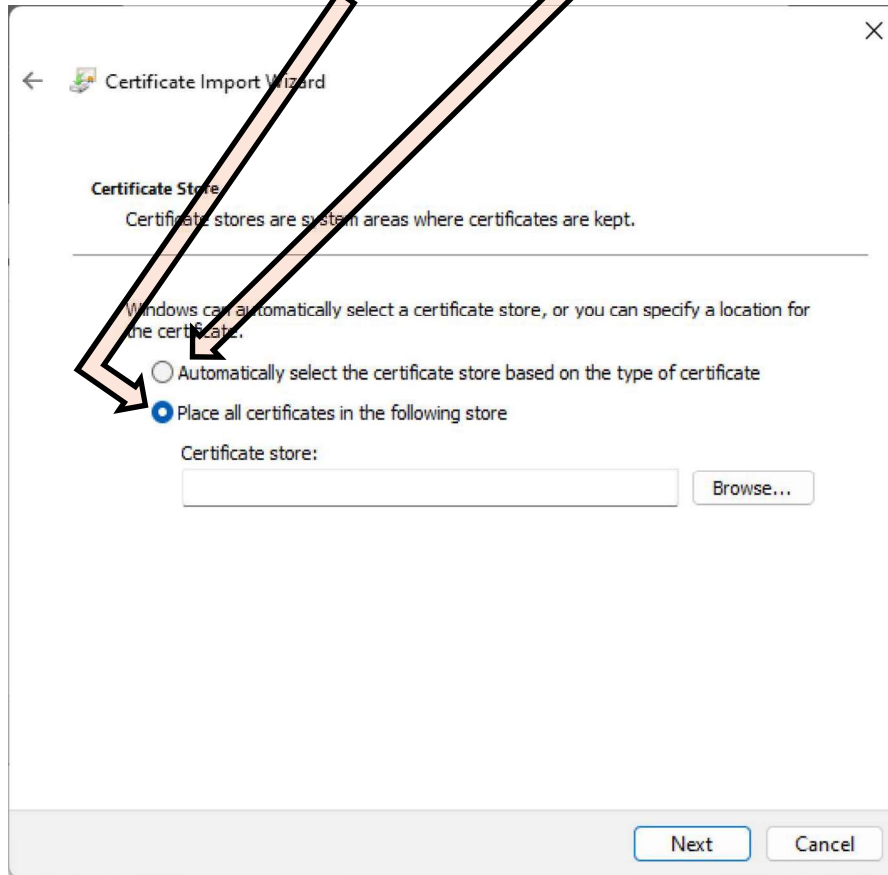 Certificate Import Wizard
Certificate Store
Certificate stores are system areas where certificates are kept.
Windows can automatically select a certificate store, or you can specify a location for
the certificate.
Automatically select the certificate store based on the type of certificate
Place all certificates in the following store
Certificate store:
Browse...
Next
Cancel